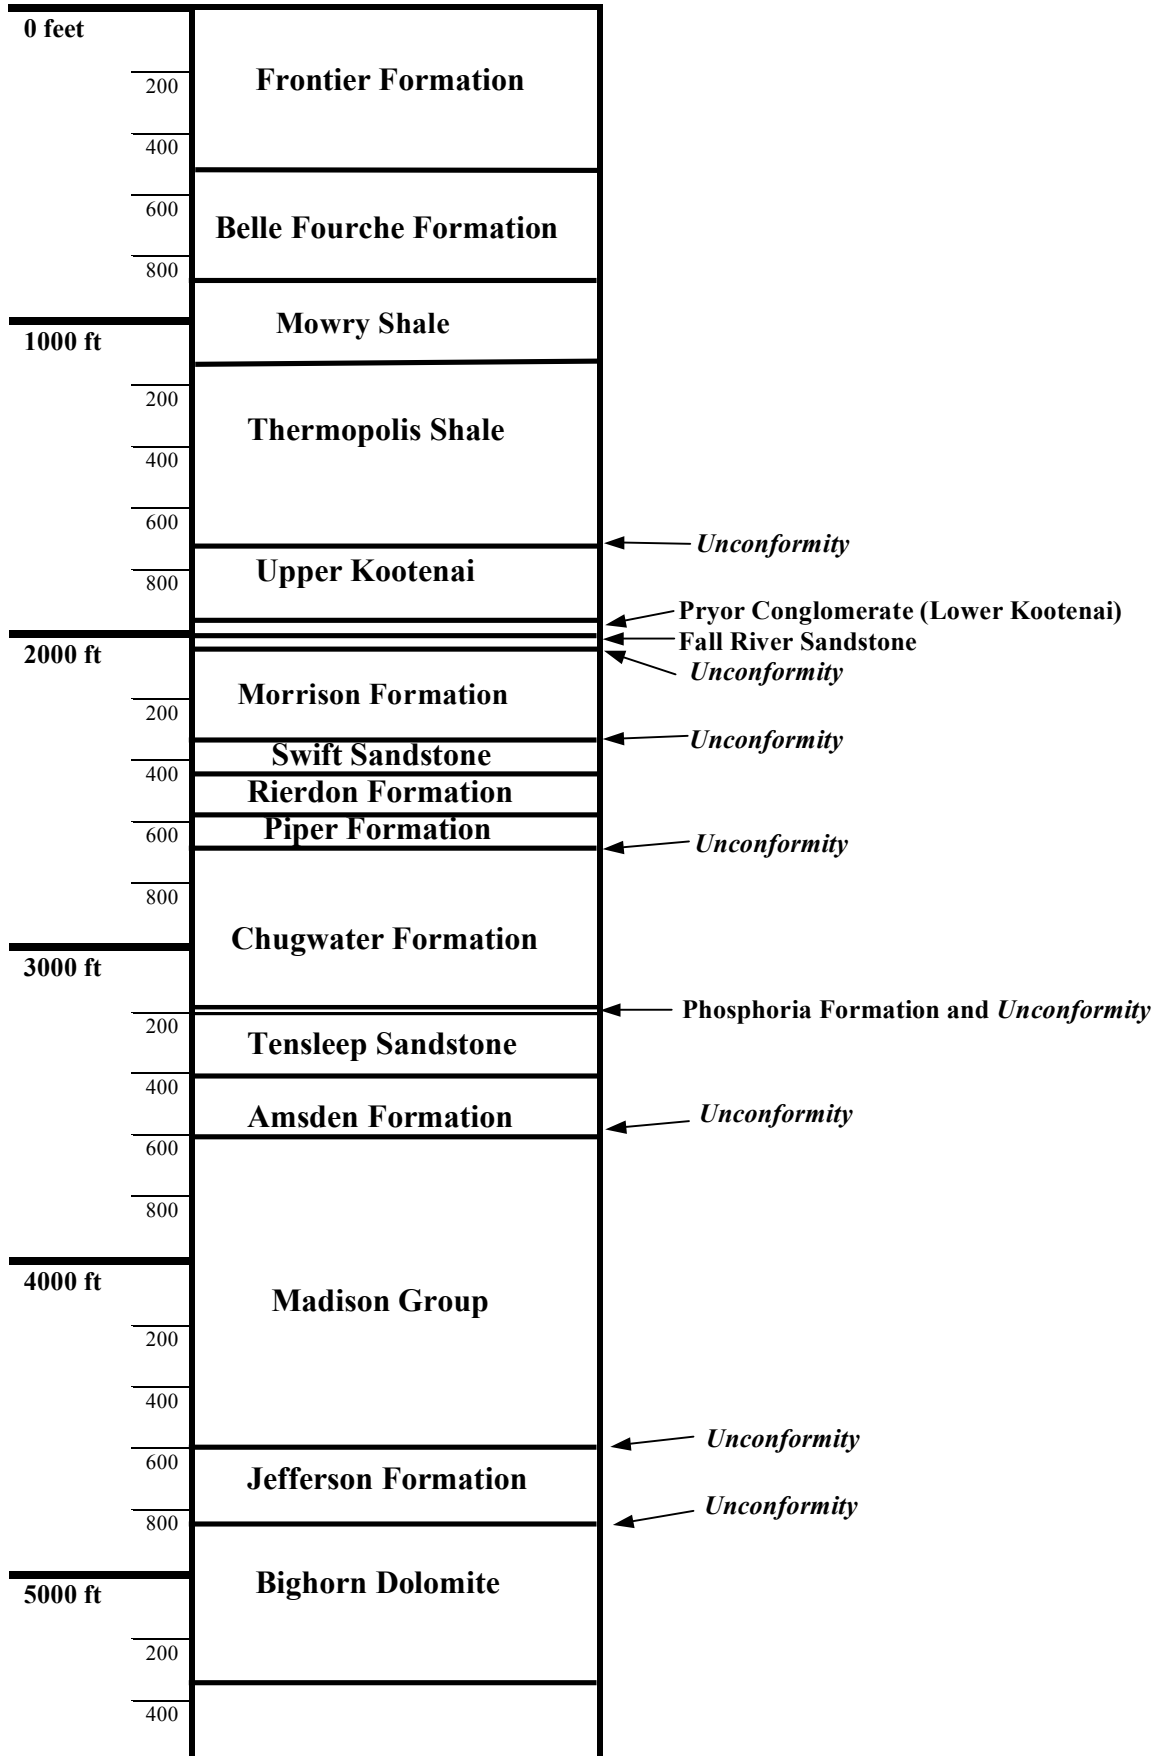 0 feet
Frontier Formation
200
400
600
Belle Fourche Formation
800
Mowry Shale
1000 ft
200
Thermopolis Shale
400
600
Unconformity
Upper Kootenai
800
Pryor Conglomerate (Lower Kootenai)
Fall River Sandstone
2000 ft
Unconformity
Morrison Formation
200
Unconformity
Swift Sandstone
400
Rierdon Formation
Piper Formation
600
Unconformity
800
Chugwater Formation
3000 ft
Phosphoria Formation and Unconformity
200
Tensleep Sandstone
400
Unconformity
Amsden Formation
600
800
4000 ft
Madison Group
200
400
Unconformity
600
Jefferson Formation
Unconformity
800
Bighorn Dolomite
5000 ft
200
400